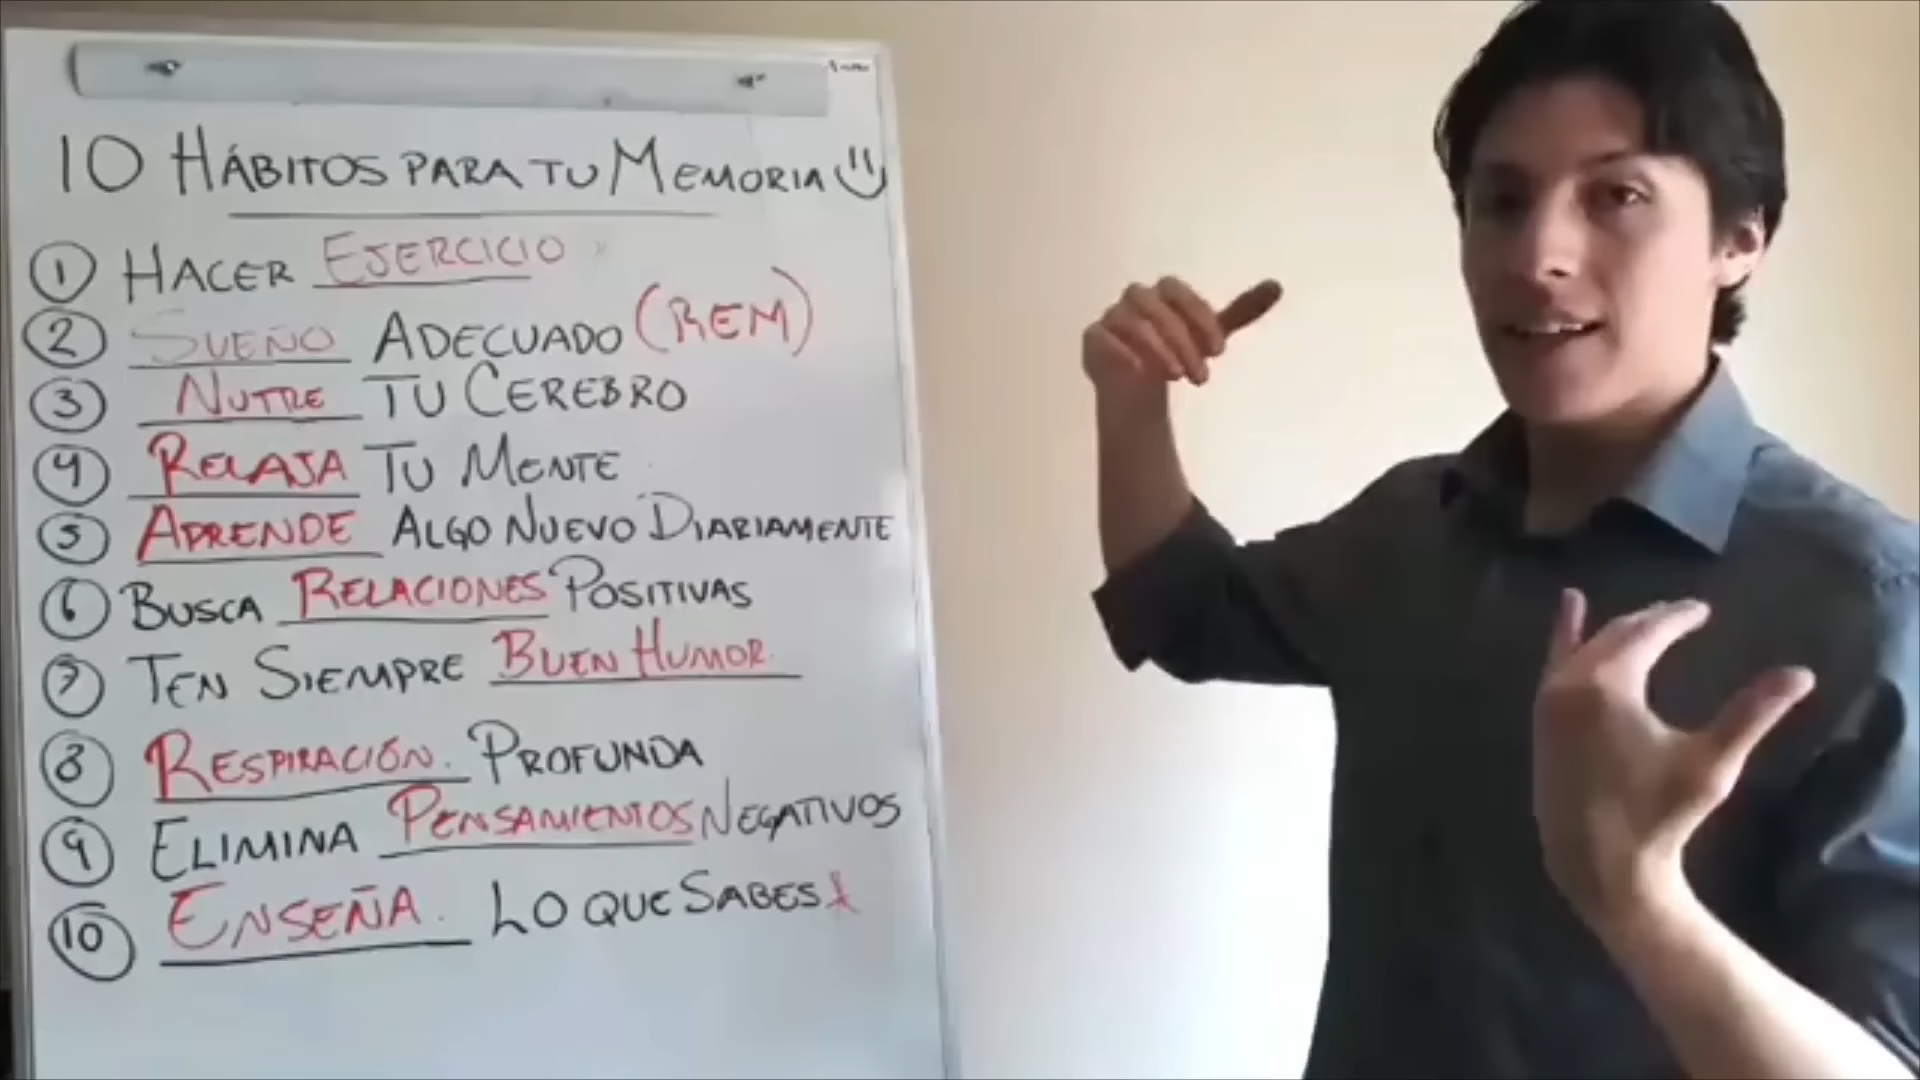 10 HÁBITOS PARA TU MEMORIA
1 HACER EJERCICIO
2 SUEÑO ADECUADO (REM)
3 NUTRE TU CEREBRO
4 RELAJA TU MENTE
5 APRENDE ALGO NUEVO DIARIAMENTE
6 BUSCA RELACIONES POSITIVAS
7 TEN SIEMPRE BUEN HUMOR.
8 RESPIRACIÓN. PROFUNDA
9 ELIMINA PENSAMIENTOS NEGATIVOS
10 ENSEÑA. LO QUE SABES